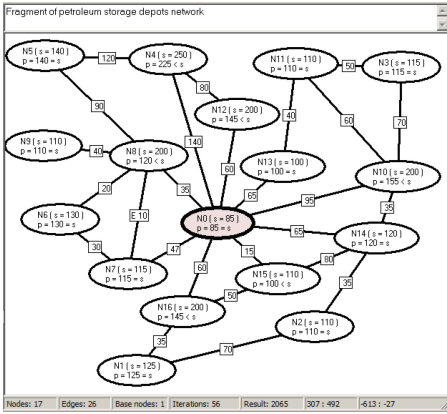 Fragment of petroleum storage depots network
N5 ( s = 140 )
p = 140 = s
120
N4 ( s = 250 )
p = 225 < s
N11 ( s = 110 )
p = 110 = s
50
N3 ( s = 115 )
p = 115 = s
80
90
N12 ( s = 200 )
p = 145 < s
40
60
70
N9 ( s = 110 )
p = 110 = s
40
N8 ( s = 200 )
p = 120 < s
140
N13 ( s = 100 )
p = 100 = s
60
N10 ( s = 200 )
p = 155 < s
20
35
65
95
35
N6 ( s = 130 )
p = 130 = s
E 10
N0 ( s = 85 )
p = 85 = s
65
N14 ( s = 120 )
p = 120 = s
30
47
15
80
N7 ( s = 115 )
p = 115 = s
60
N15 ( s = 110 )
p = 100 < s
35
50
N16 ( s = 200 )
p = 145 < s
N2 ( s = 110 )
p = 110 = s
35
70
N1 ( s = 125 )
p = 125 = s
Nodes: 17
Edges: 26
Base nodes: 1
Iterations: 56
Result: 2065
307 : 492
-613 : -27